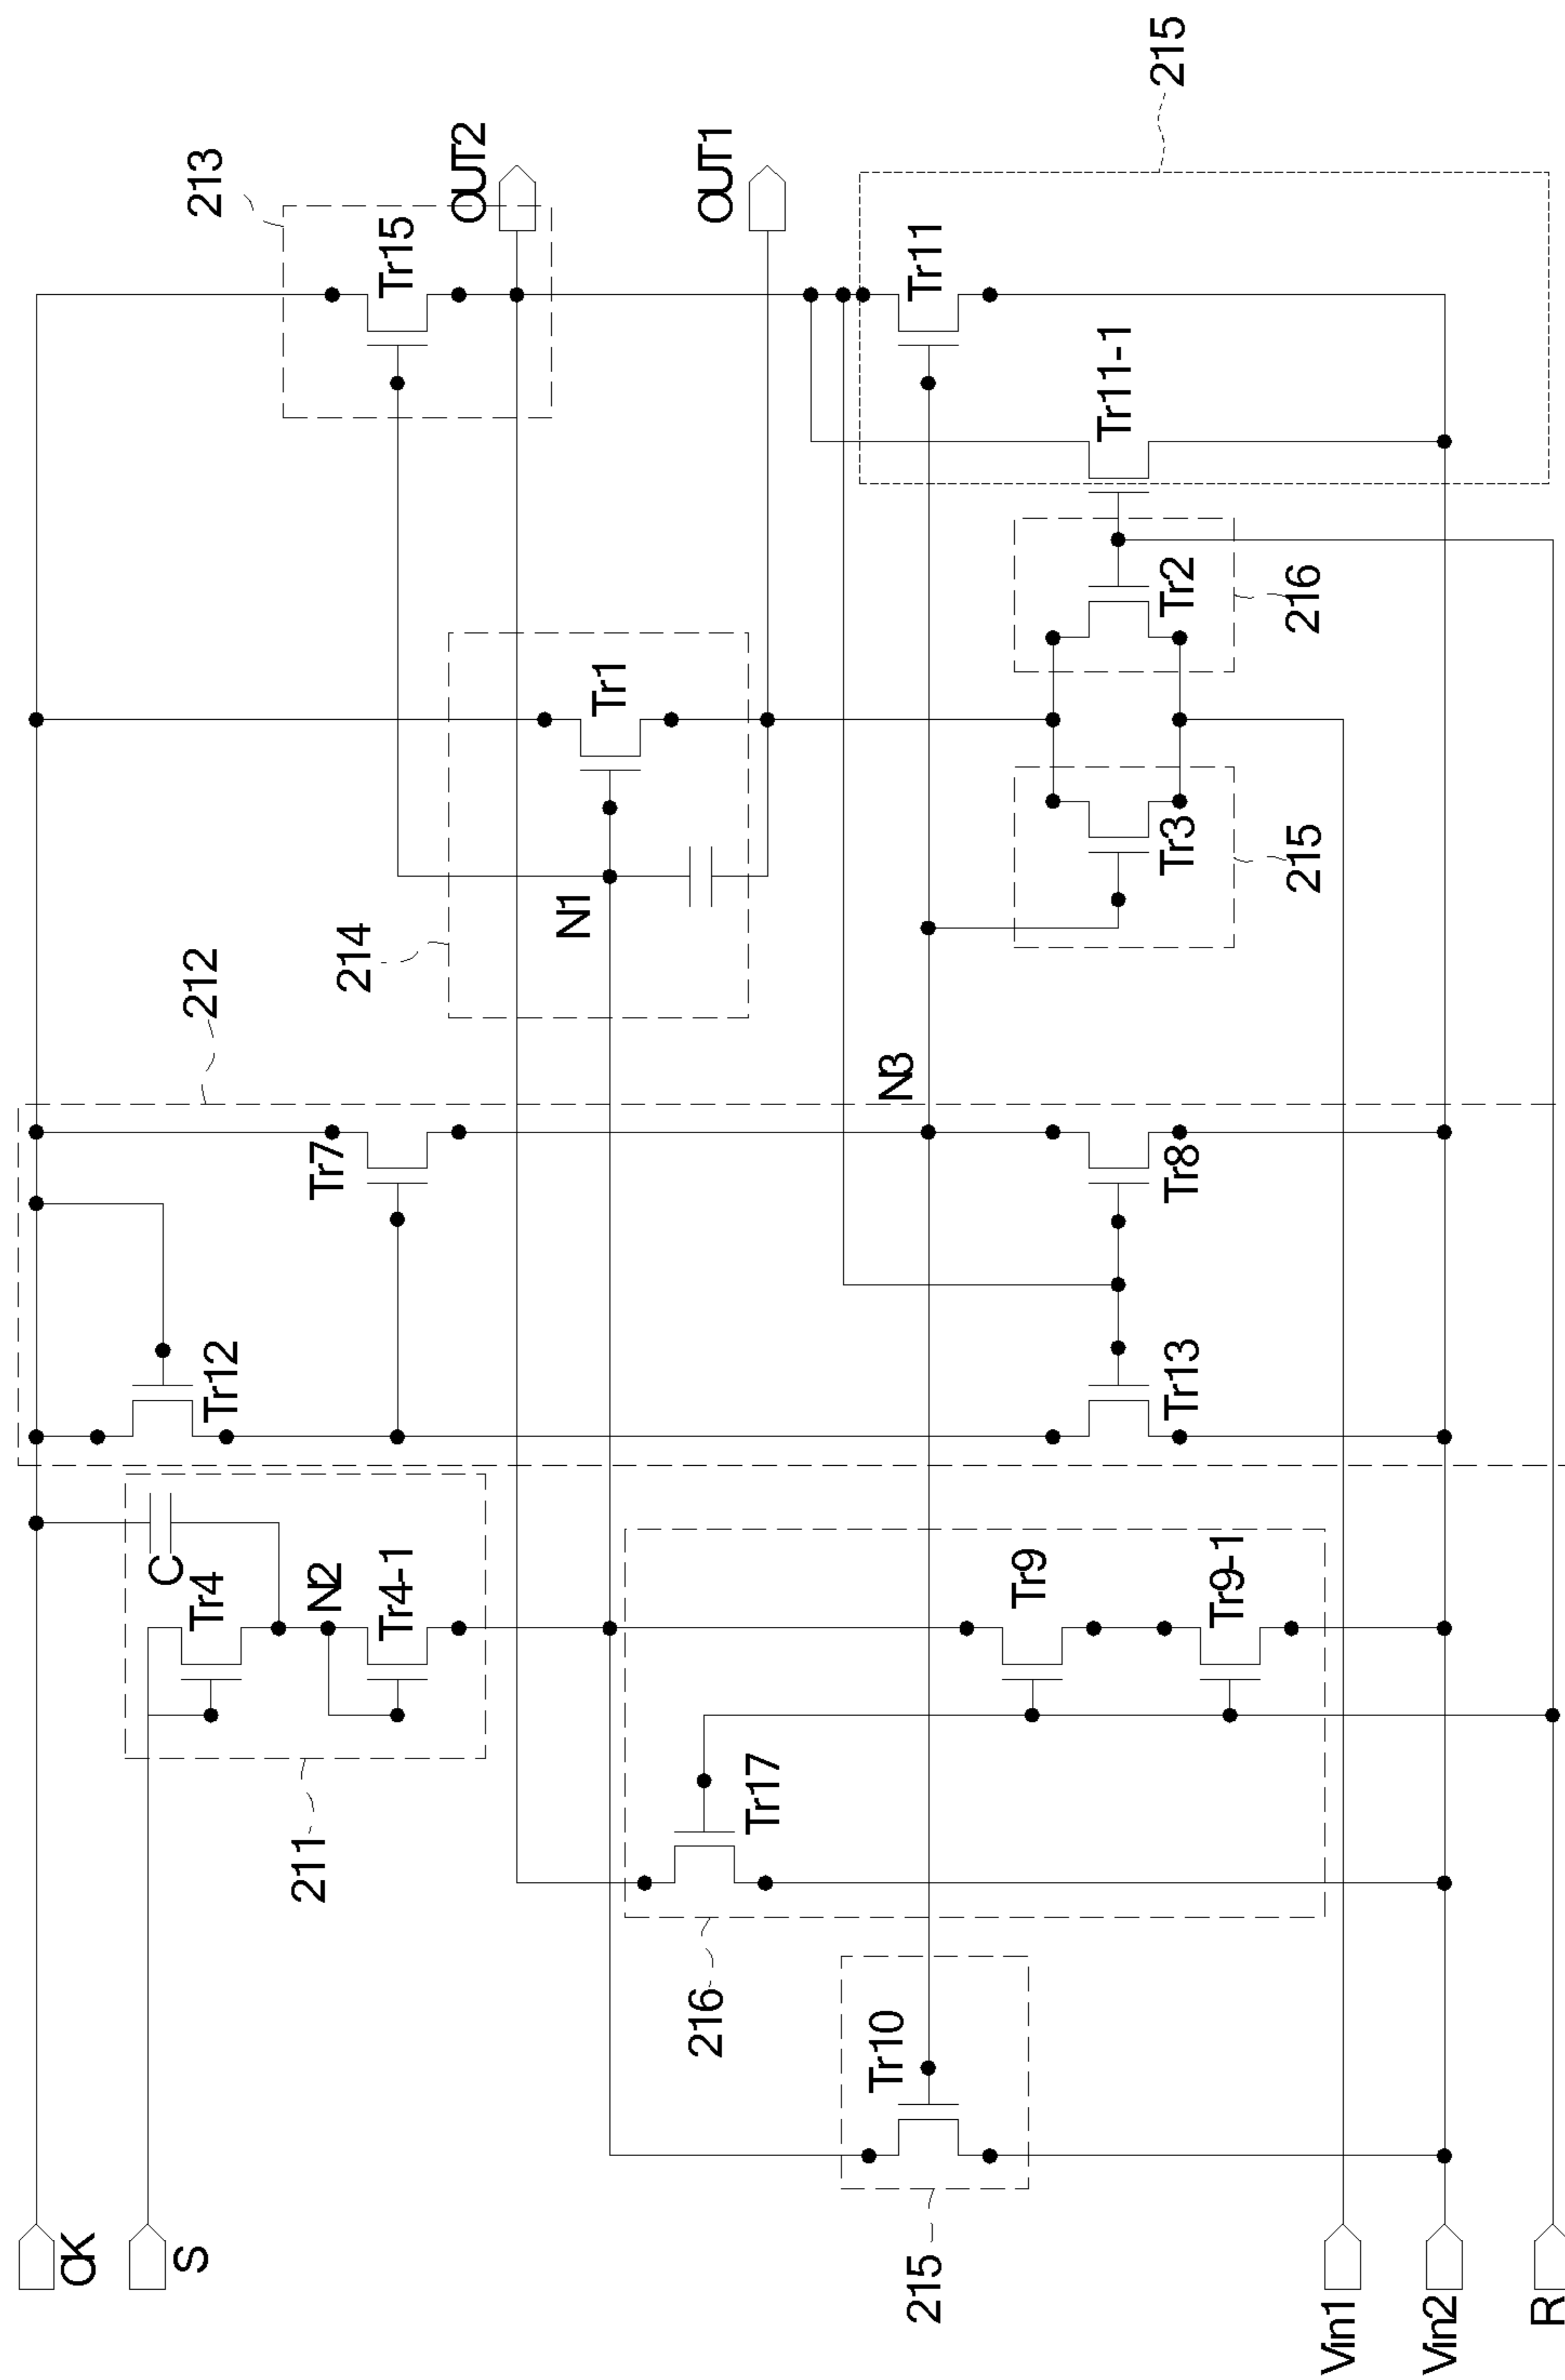 CK
C
S
Tr4
Tr12
212
213
211
N2
Tr7
214
Tr4-1
Tr15
OUT2
N1
Tr1
216
OUT1
Tr17
Tr10
N3
215
Tr11
Tr9
Tr11-1
215
Tr13
Tr8
Tr3
Tr2
Tr9-1
215
216
Vin1
Vin2
R